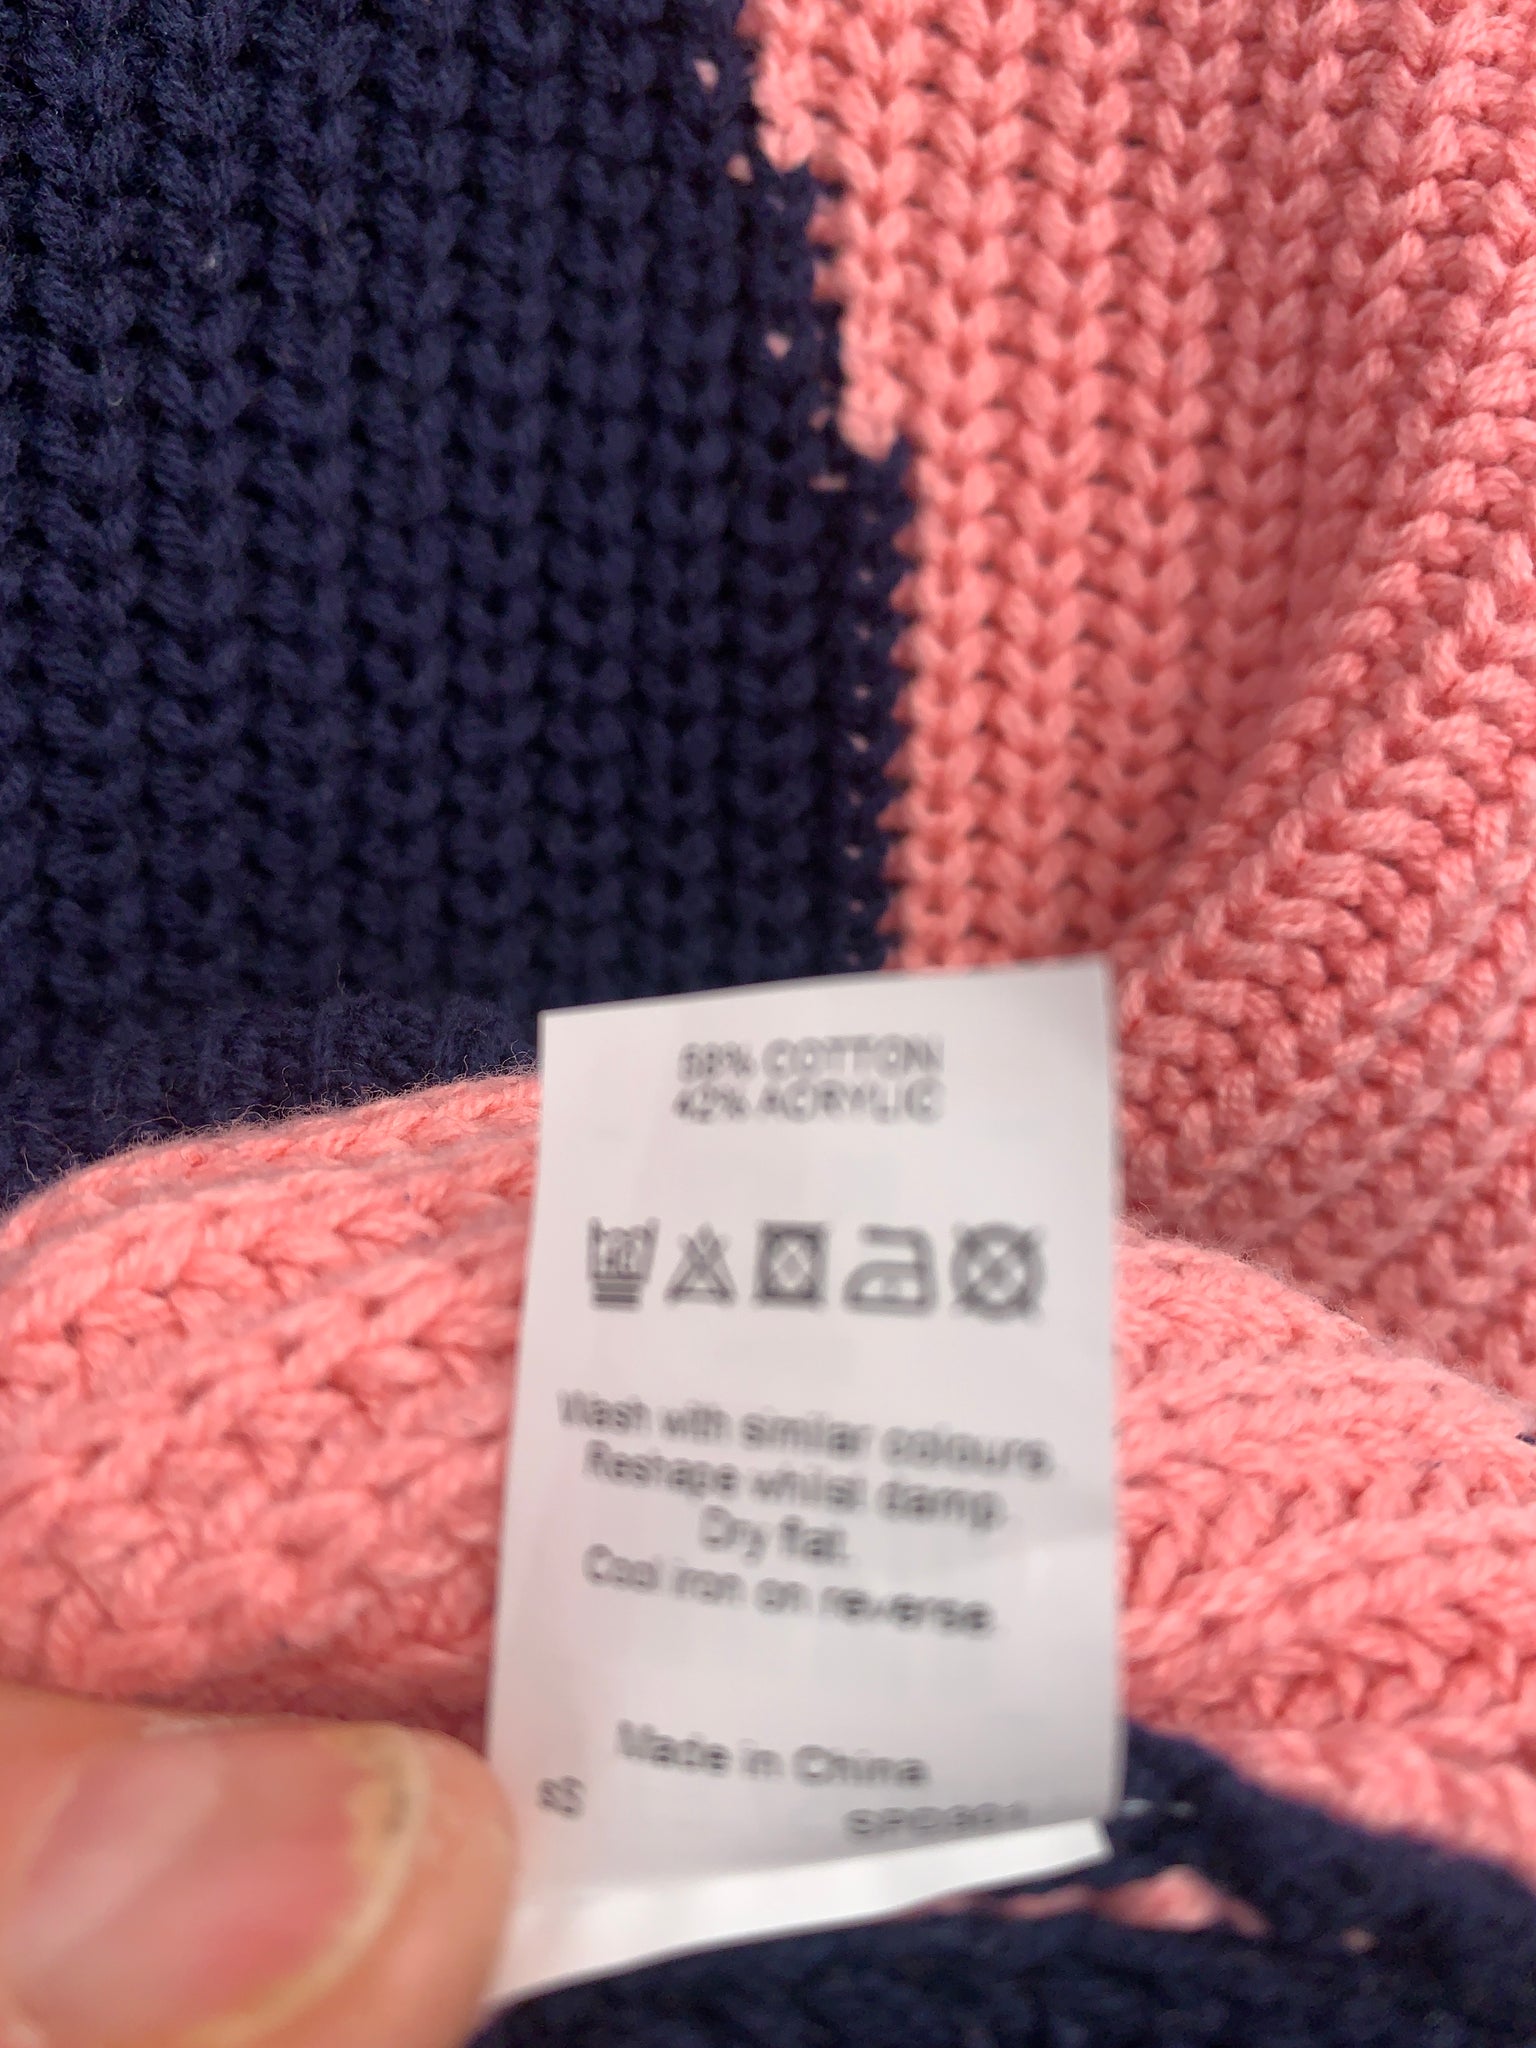 58% COTTON
42% ACRYLIC
Wash with similar colours.
Reshape whilst damp.
Dry flat.
Cool iron on reverse.
Made in China